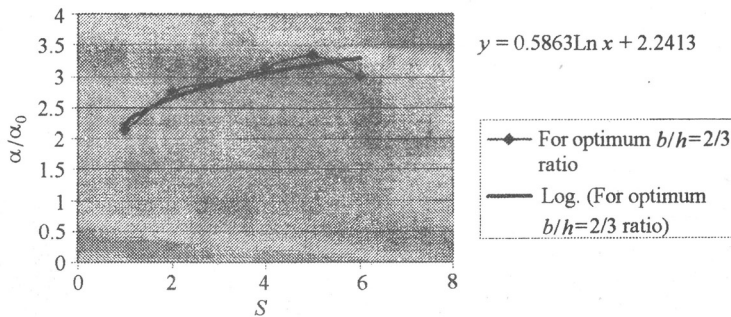 4
3.5
3
2.5
2
1.5
1
0.5
0
α/α₀
0 2 4 6 8
S
y = 0.5863Ln x + 2.2413
For optimum b/h=2/3
ratio
Log. (For optimum
b/h=2/3 ratio)